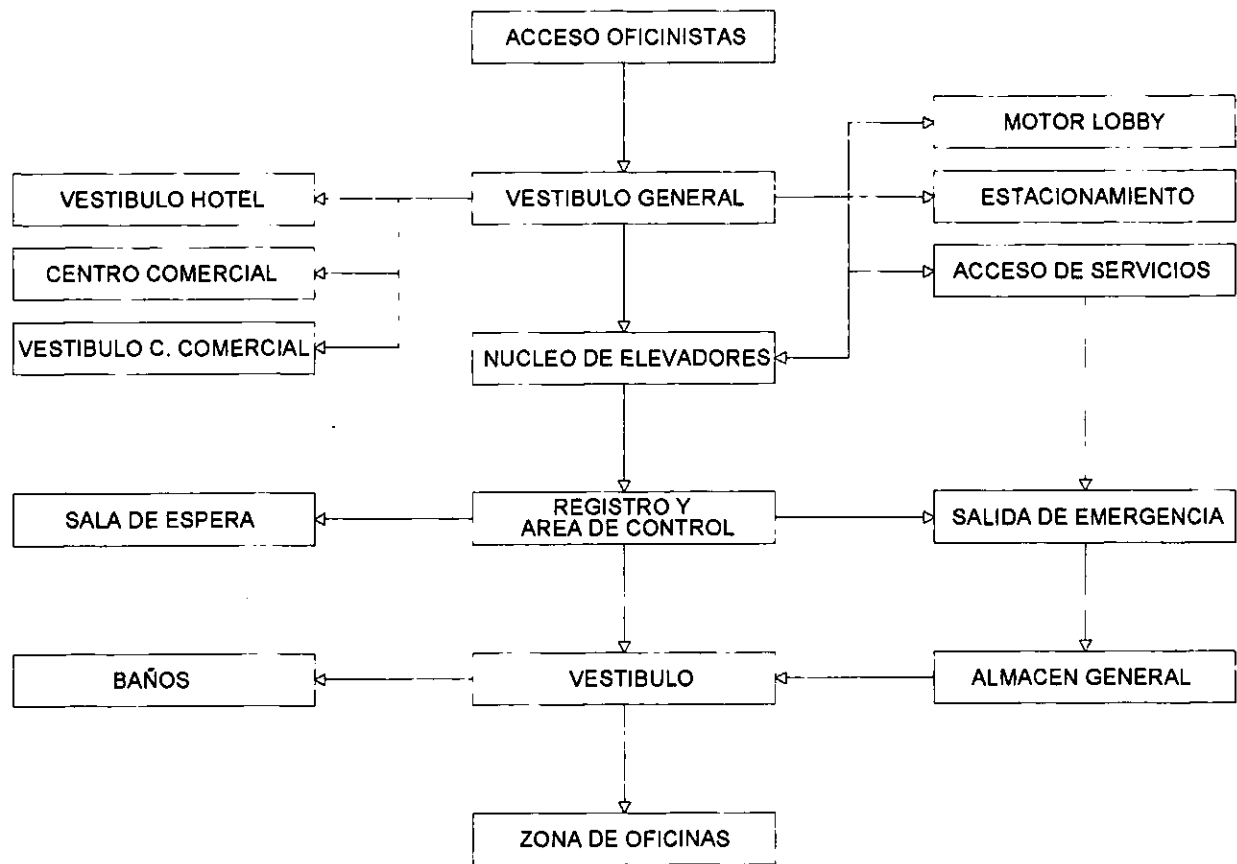 ACCESO OFICINISTAS
MOTOR LOBBY
VESTIBULO HOTEL
VESTIBULO GENERAL
ESTACIONAMIENTO
CENTRO COMERCIAL
ACCESO DE SERVICIOS
VESTIBULO C. COMERCIAL
NUCLEO DE ELEVADORES
SALA DE ESPERA
REGISTRO Y
AREA DE CONTROL
SALIDA DE EMERGENCIA
BAÑOS
VESTIBULO
ALMACEN GENERAL
ZONA DE OFICINAS